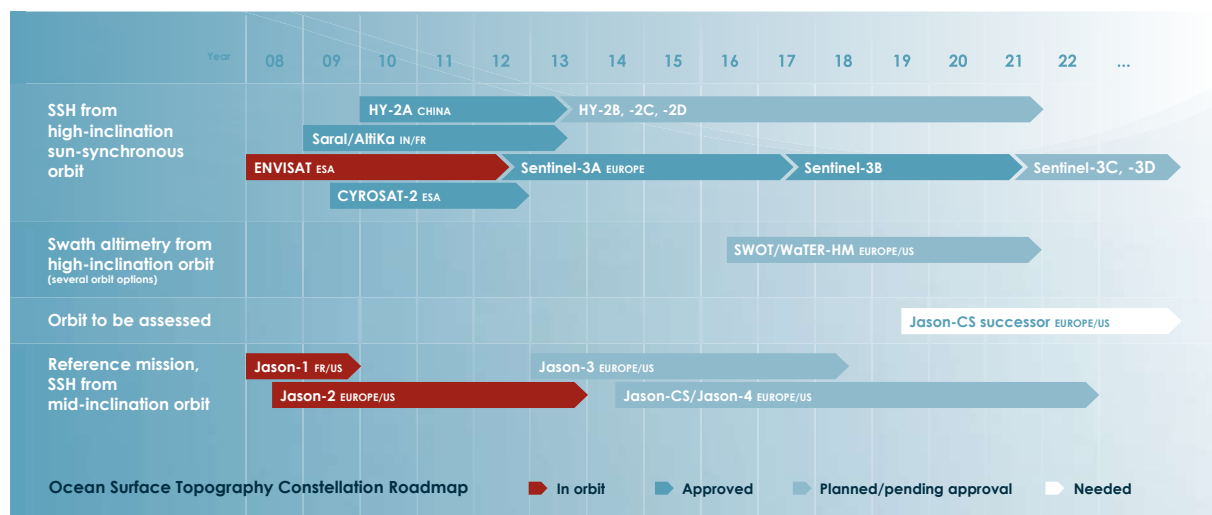 Year 08 09 10 11 12 13 14 15 16 17 18 19 20 21 22 ...
SSH from
high-inclination
sun-synchronous
orbit
HY-2A CHINA
HY-2B, -2C, -2D
Saral/AltiKa IN/FR
ENVISAT ESA
Sentinel-3A EUROPE
Sentinel-3B
Sentinel-3C, -3D
CYROSAT-2 ESA
Swath altimetry from
high-inclination orbit
(several orbit options)
SWOT/WaTER-HM EUROPE/US
Orbit to be assessed
Jason-CS successor EUROPE/US
Reference mission,
SSH from
mid-inclination orbit
Jason-1 FR/US
Jason-3 EUROPE/US
Jason-2 EUROPE/US
Jason-CS/Jason-4 EUROPE/US
Ocean Surface Topography Constellation Roadmap
In orbit
Approved
Planned/pending approval
Needed